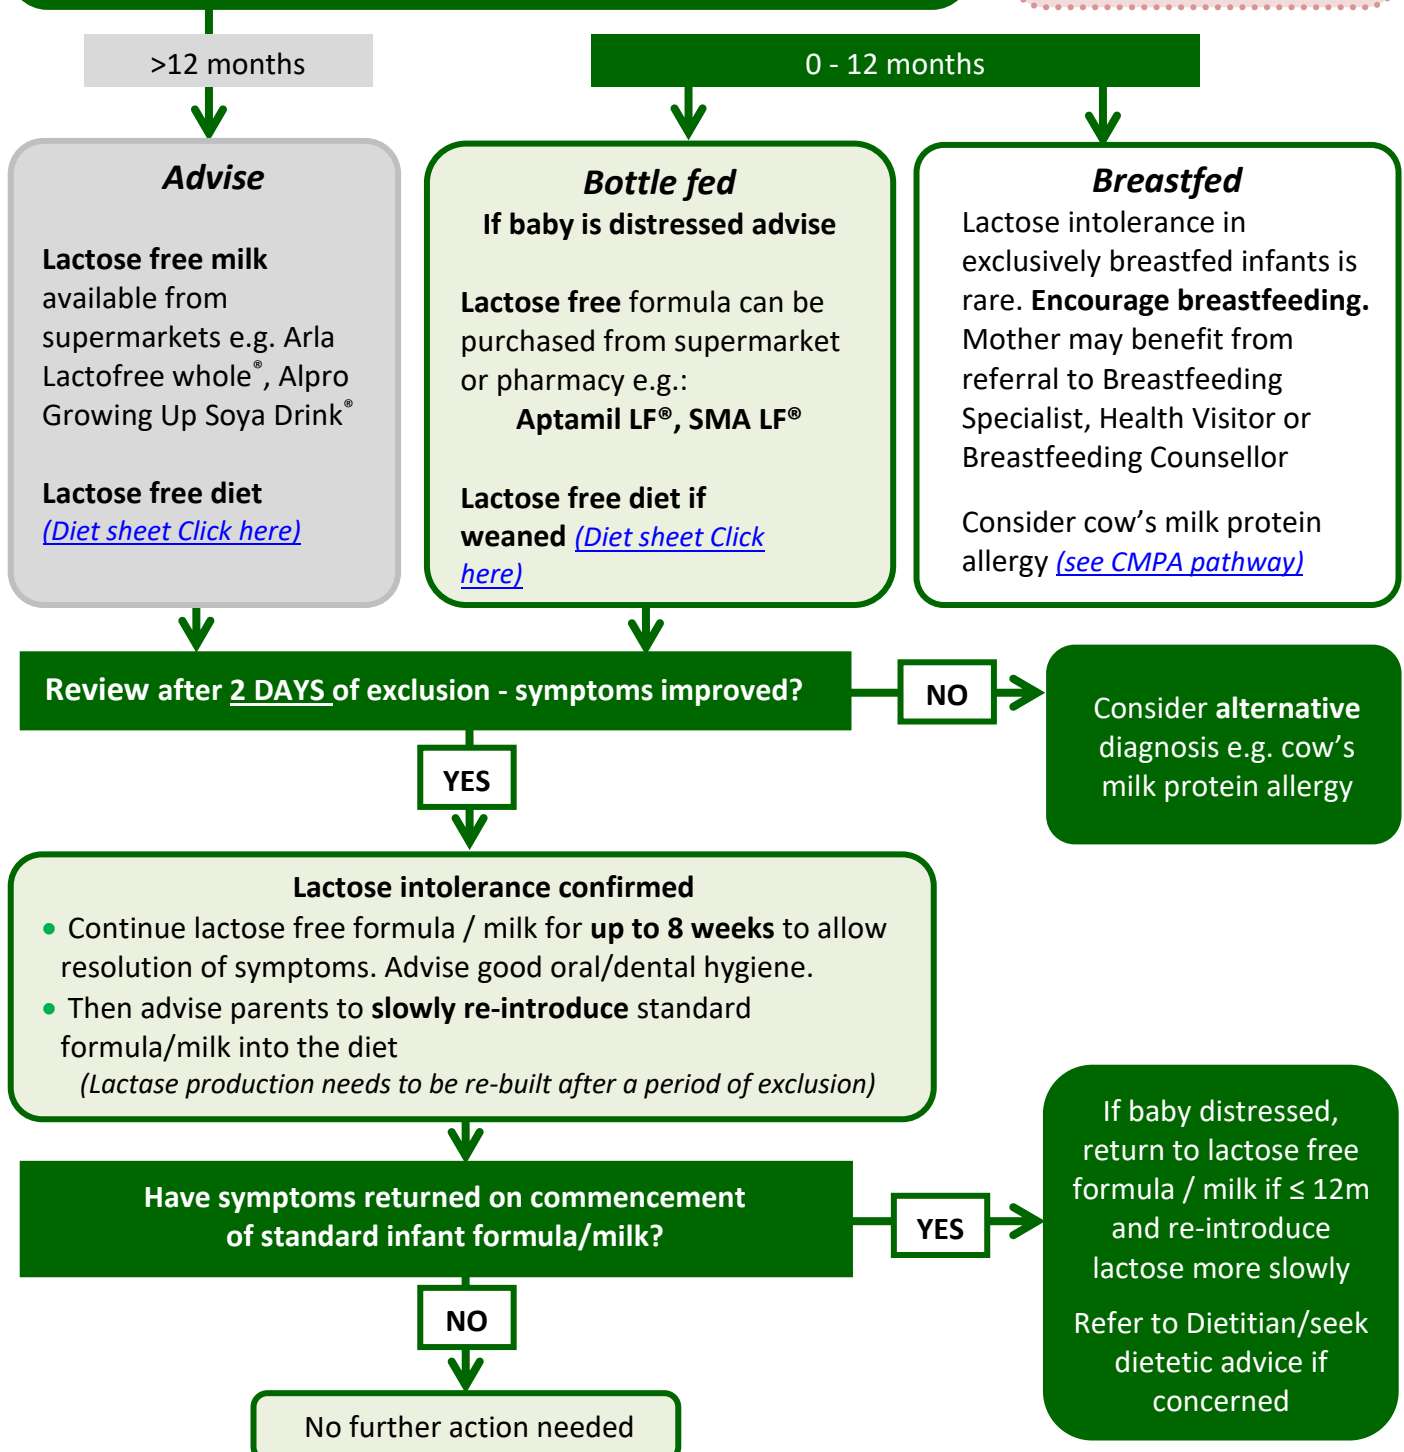 >12 months
0 - 12 months
Advise
Lactose free milk
available from
supermarkets e.g. Arla
Lactofree whole®, Alpro
Growing Up Soya Drink®
Lactose free diet
(Diet sheet Click here)
Bottle fed
If baby is distressed advise
Lactose free formula can be
purchased from supermarket
or pharmacy e.g.:
Aptamil LF®, SMA LF®
Lactose free diet if
weaned (Diet sheet Click
here)
Breastfed
Lactose intolerance in
exclusively breastfed infants is
rare. Encourage breastfeeding.
Mother may benefit from
referral to Breastfeeding
Specialist, Health Visitor or
Breastfeeding Counsellor
Consider cow's milk protein
allergy (see CMPA pathway)
Review after 2 DAYS of exclusion - symptoms improved?
NO
Consider alternative
diagnosis e.g. cow's
milk protein allergy
YES
Lactose intolerance confirmed
• Continue lactose free formula / milk for up to 8 weeks to allow
resolution of symptoms. Advise good oral/dental hygiene.
• Then advise parents to slowly re-introduce standard
formula/milk into the diet
(Lactase production needs to be re-built after a period of exclusion)
Have symptoms returned on commencement
of standard infant formula/milk?
YES
If baby distressed,
return to lactose free
formula / milk if ≤ 12m
and re-introduce
lactose more slowly
Refer to Dietitian/seek
dietetic advice if
concerned
NO
No further action needed